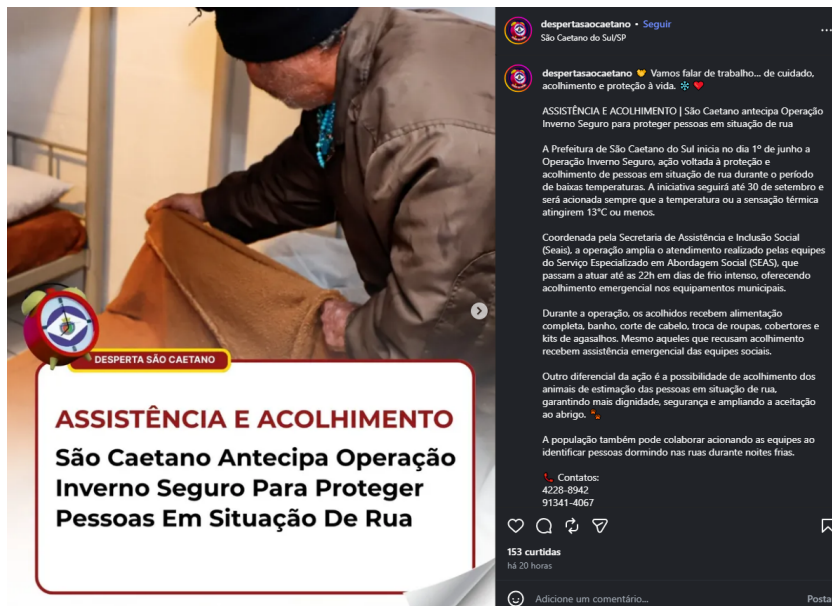 DESPERTA SÃO CAETANO
ASSISTÊNCIA E ACOLHIMENTO
São Caetano Antecipa Operação
Inverno Seguro Para Proteger
Pessoas Em Situação De Rua
despertasaocaetano • Seguir
São Caetano do Sul/SP
despertasaocaetano 💛 Vamos falar de trabalho... de cuidado,
acolhimento e proteção à vida. ❄️ ❤️
ASSISTÊNCIA E ACOLHIMENTO | São Caetano antecipa Operação
Inverno Seguro para proteger pessoas em situação de rua
A Prefeitura de São Caetano do Sul inicia no dia 1º de junho a
Operação Inverno Seguro, ação voltada à proteção e
acolhimento de pessoas em situação de rua durante o período
de baixas temperaturas. A iniciativa seguirá até 30 de setembro e
será acionada sempre que a temperatura ou a sensação térmica
atingirem 13°C ou menos.
Coordenada pela Secretaria de Assistência e Inclusão Social
(Seais), a operação amplia o atendimento realizado pelas equipes
do Serviço Especializado em Abordagem Social (SEAS), que
passam a atuar até as 22h em dias de frio intenso, oferecendo
acolhimento emergencial nos equipamentos municipais.
Durante a operação, os acolhidos recebem alimentação
completa, banho, corte de cabelo, troca de roupas, cobertores e
kits de agasalhos. Mesmo aqueles que recusam acolhimento
recebem assistência emergencial das equipes sociais.
Outro diferencial da ação é a possibilidade de acolhimento dos
animais de estimação das pessoas em situação de rua,
garantindo mais dignidade, segurança e ampliando a aceitação
ao abrigo. 🐾
A população também pode colaborar acionando as equipes ao
identificar pessoas dormindo nas ruas durante noites frias.
📞 Contatos:
4228-8942
91341-4067
153 curtidas
há 20 horas
Adicione um comentário...
Posta